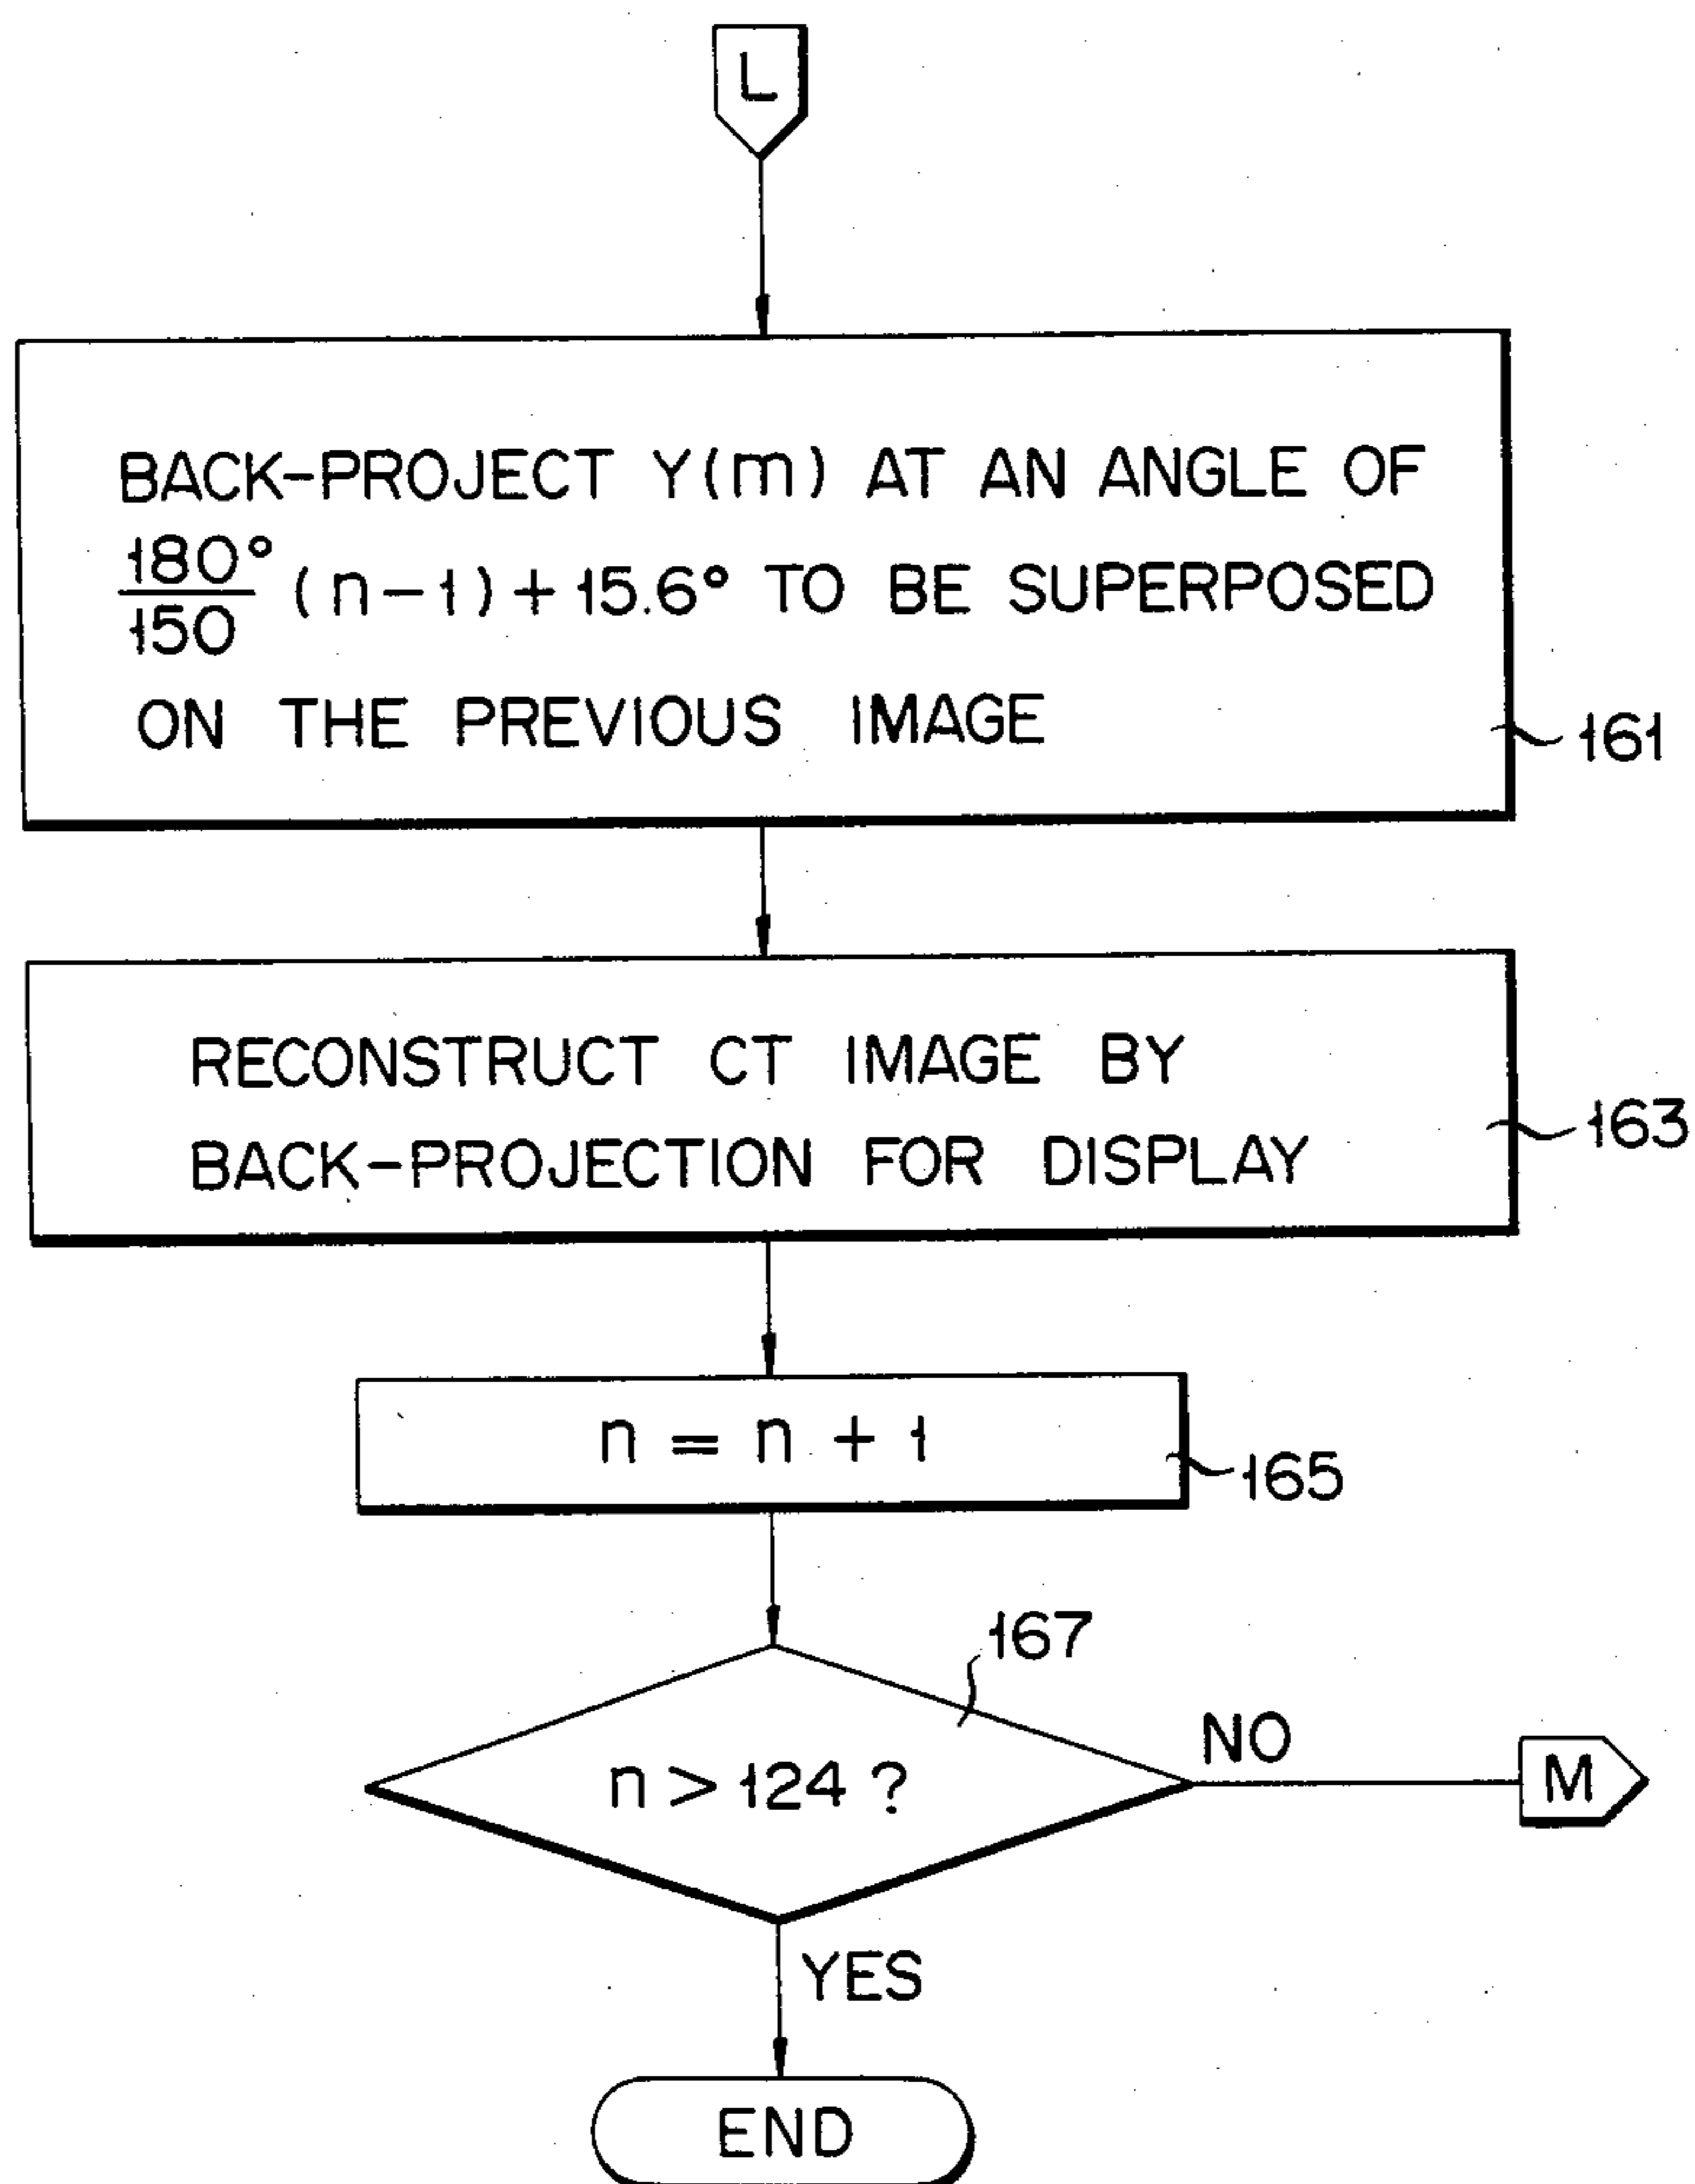 L
BACK-PROJECT Y(m) AT AN ANGLE OF
180°/150 (n-1)+15.6° TO BE SUPERPOSED
ON THE PREVIOUS IMAGE
161
RECONSTRUCT CT IMAGE BY
BACK-PROJECTION FOR DISPLAY
163
n = n + 1
165
167
n > 124 ?
NO
M
YES
END